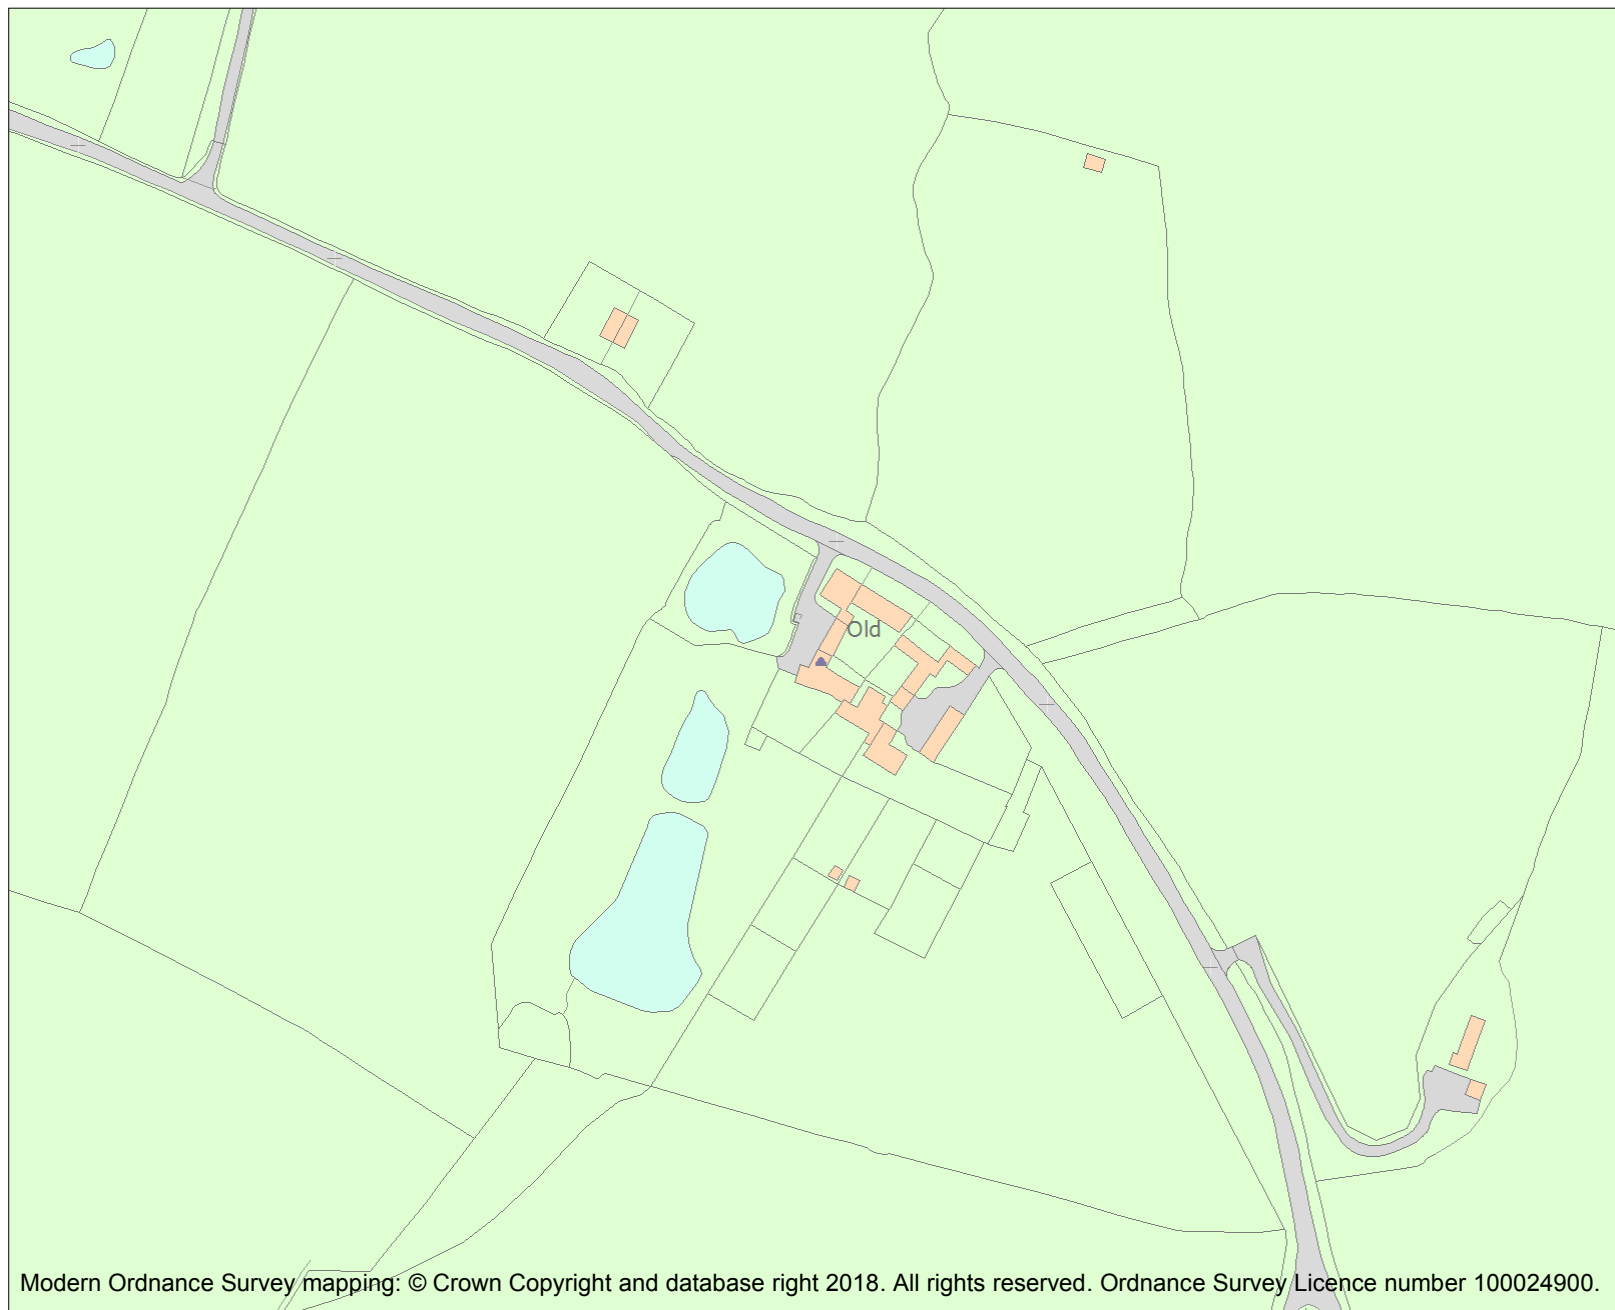 Old
Modern Ordnance Survey mapping: © Crown Copyright and database right 2018. All rights reserved. Ordnance Survey Licence number 100024900.